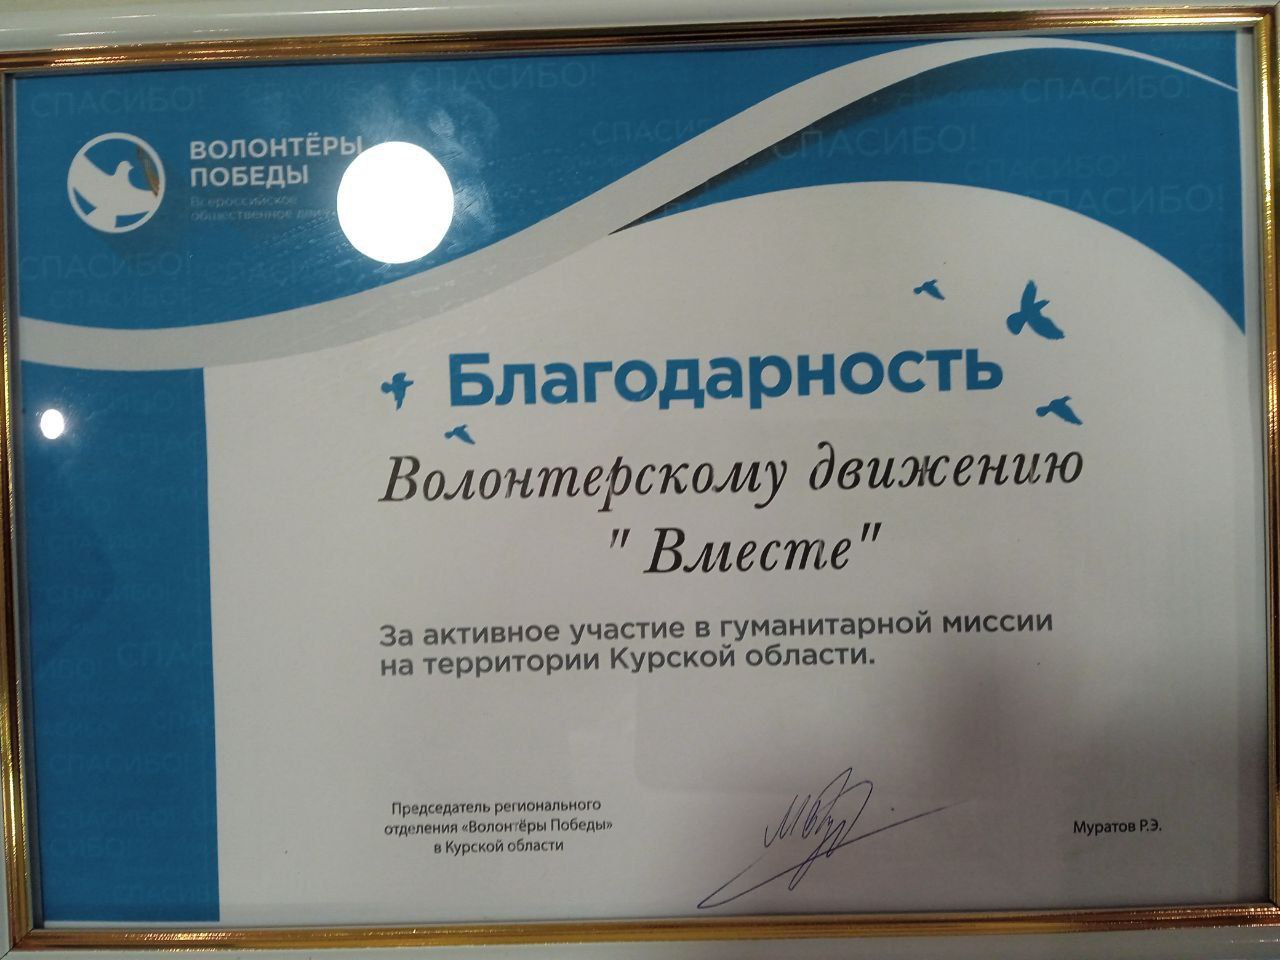 ВОЛОНТЁРЫ
ПОБЕДЫ
Всероссийское
общественное
СПАСИБО!
СПАСИБО!
СПАСИБО!
СПАСИБО!
Благодарность
Волонтерскому движению
" Вместе"
За активное участие в гуманитарной миссии
на территории Курской области.
Председатель регионального
отделения «Волонтёры Победы»
в Курской области
Муратов Р.Э.